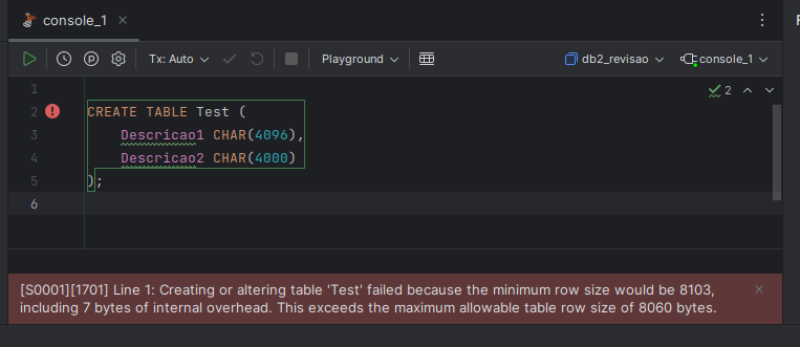 console_1
Tx: Auto
Playground
db2_revisao
console_1
2
1
2 CREATE TABLE Test (
3 Descricao1 CHAR(4096),
4 Descricao2 CHAR(4000)
5 );
6
[S0001][1701] Line 1: Creating or altering table 'Test' failed because the minimum row size would be 8103,
including 7 bytes of internal overhead. This exceeds the maximum allowable table row size of 8060 bytes.